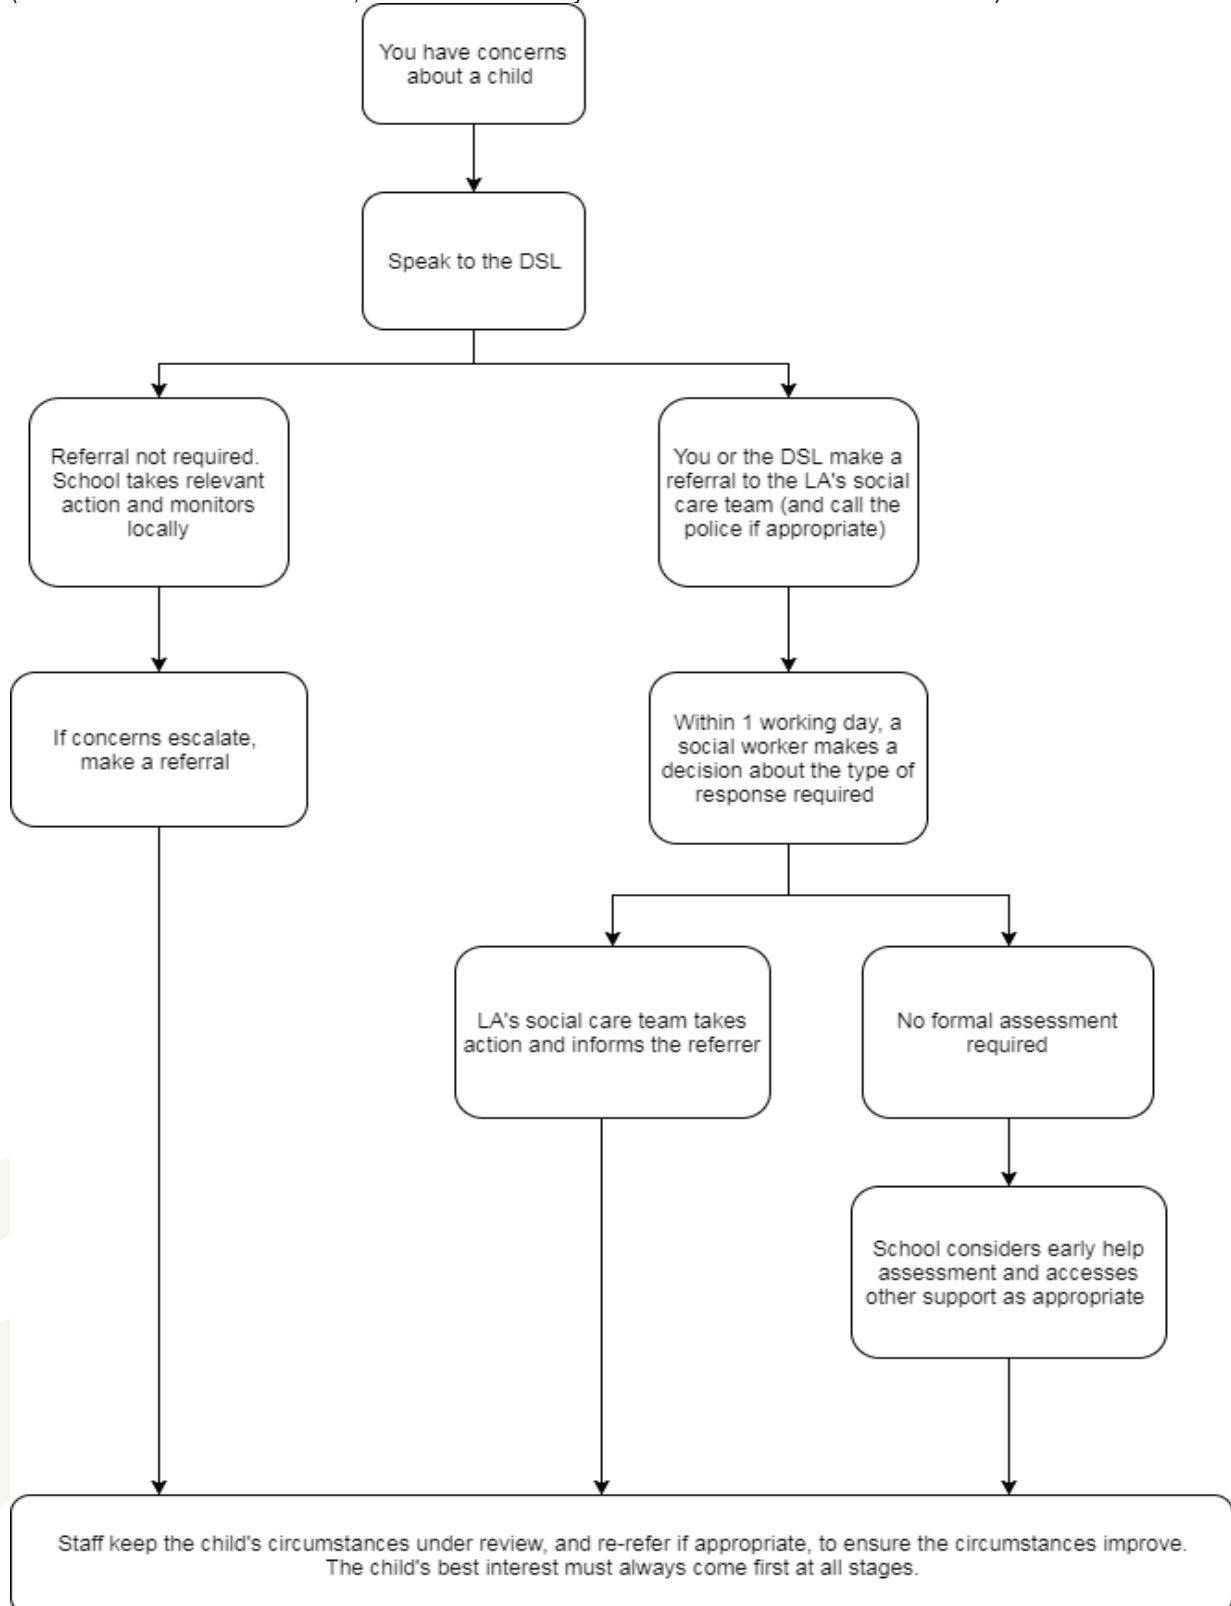 You have concerns
about a child
Speak to the DSL
Referral not required.
School takes relevant
action and monitors
locally
You or the DSL make a
referral to the LA's social
care team (and call the
police if appropriate)
If concerns escalate,
make a referral
Within 1 working day, a
social worker makes a
decision about the type of
response required
LA's social care team takes
action and informs the referrer
No formal assessment
required
School considers early help
assessment and accesses
other support as appropriate
Staff keep the child's circumstances under review, and re-refer if appropriate, to ensure the circumstances improve.
The child's best interest must always come first at all stages.